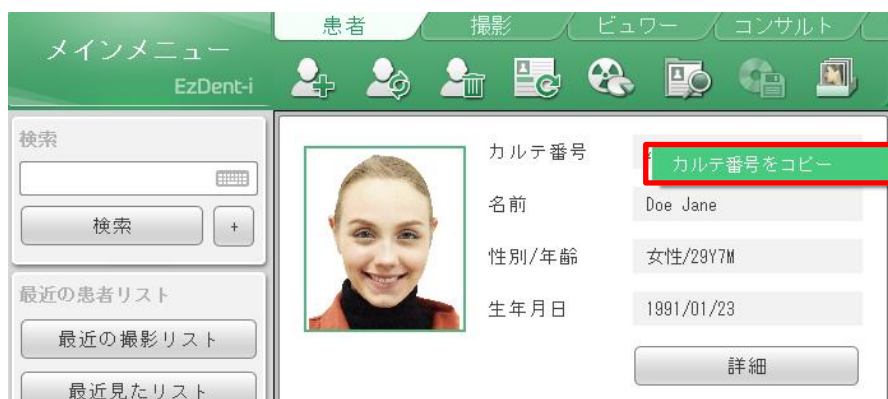 患者 撮影 ビュワー コンサルト
メインメニュー
EzDent-i
検索
検索 +
最近の患者リスト
最近の撮影リスト
最近見たリスト
カルテ番号
カルテ番号をコピー
名前 Doe Jane
性別/年齢 女性/29Y7M
生年月日 1991/01/23
詳細